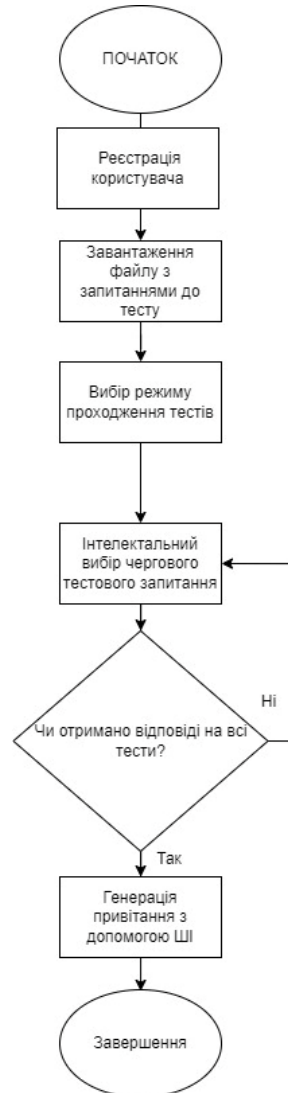 ПОЧАТОК
Реєстрація
користувача
Завантаження
файлу з
запитаннями до
тесту
Вибір режиму
проходження тестів
Інтелектальний
вибір чергового
тестового запитання
Ні
Чи отримано відповіді на всі
тести?
Так
Генерація
привітання з
допомогою ШІ
Завершення